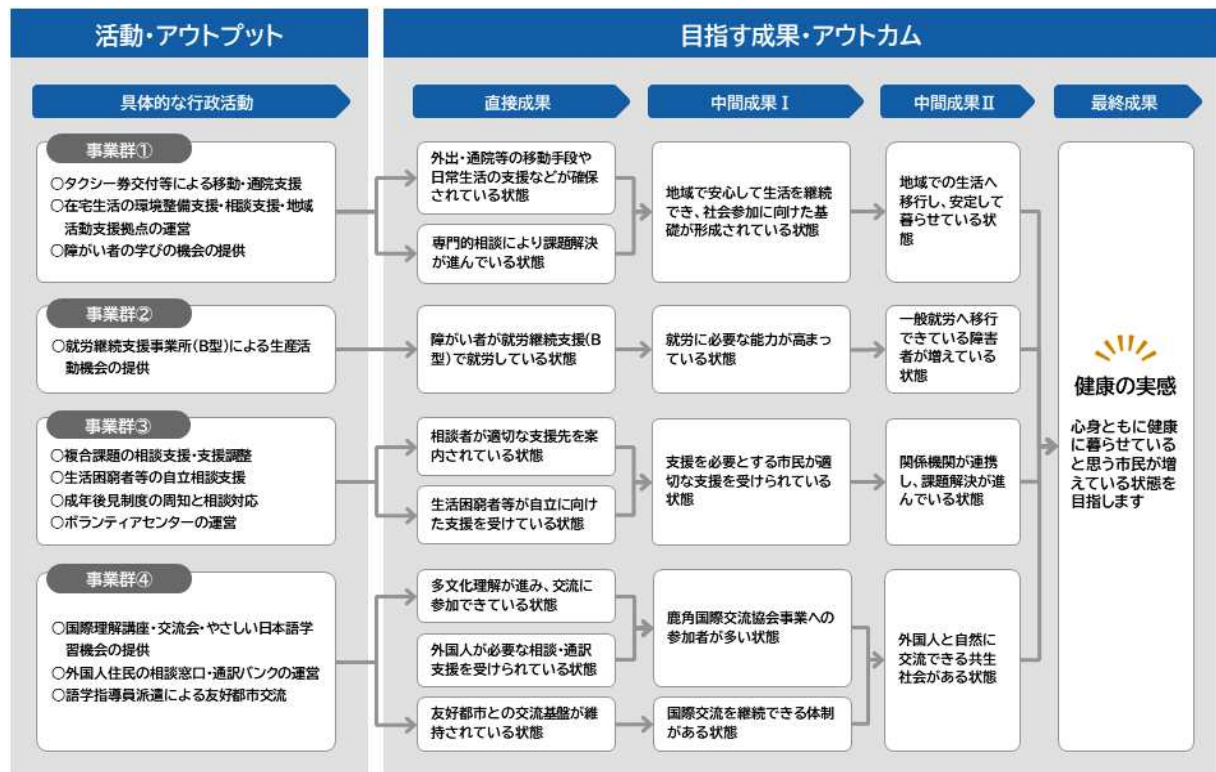 活動・アウトプット
目指す成果・アウトカム
具体的な行政活動
直接成果
中間成果Ⅰ
中間成果Ⅱ
最終成果
事業群①
○タクシー券交付等による移動・通院支援
○在宅生活の環境整備支援・相談支援・地域
活動支援拠点の運営
○障がい者の学びの機会の提供
外出・通院等の移動手段や
日常生活の支援などが確保
されている状態
専門的相談により課題解決
が進んでいる状態
地域で安心して生活を継続
でき、社会参加に向けた基
礎が形成されている状態
地域での生活へ
移行し、安定して
暮らせている状
態
事業群②
○就労継続支援事業所(B型)による生産活
動機会の提供
障がい者が就労継続支援(B
型)で就労している状態
就労に必要な能力が高まっ
ている状態
一般就労へ移行
できている障害
者が増えている
状態
事業群③
○複合課題の相談支援・支援調整
○生活困窮者等の自立相談支援
○成年後見制度の周知と相談対応
○ボランティアセンターの運営
相談者が適切な支援先を案
内されている状態
生活困窮者等が自立に向け
た支援を受けている状態
支援を必要とする市民が適
切な支援を受けられている
状態
関係機関が連携
し、課題解決が進
んでいる状態
事業群④
○国際理解講座・交流会・やさしい日本語学
習機会の提供
○外国人住民の相談窓口・通訳バンクの運営
○語学指導員派遣による友好都市交流
多文化理解が進み、交流に
参加できている状態
外国人が必要な相談・通訳
支援を受けられている状態
友好都市との交流基盤が維
持されている状態
鹿角国際交流協会事業への
参加者が多い状態
国際交流を継続できる体制
がある状態
外国人と自然に
交流できる共生
社会がある状態
健康の実感
心身ともに健康
に暮らせている
と思う市民が増
えている状態を
目指します